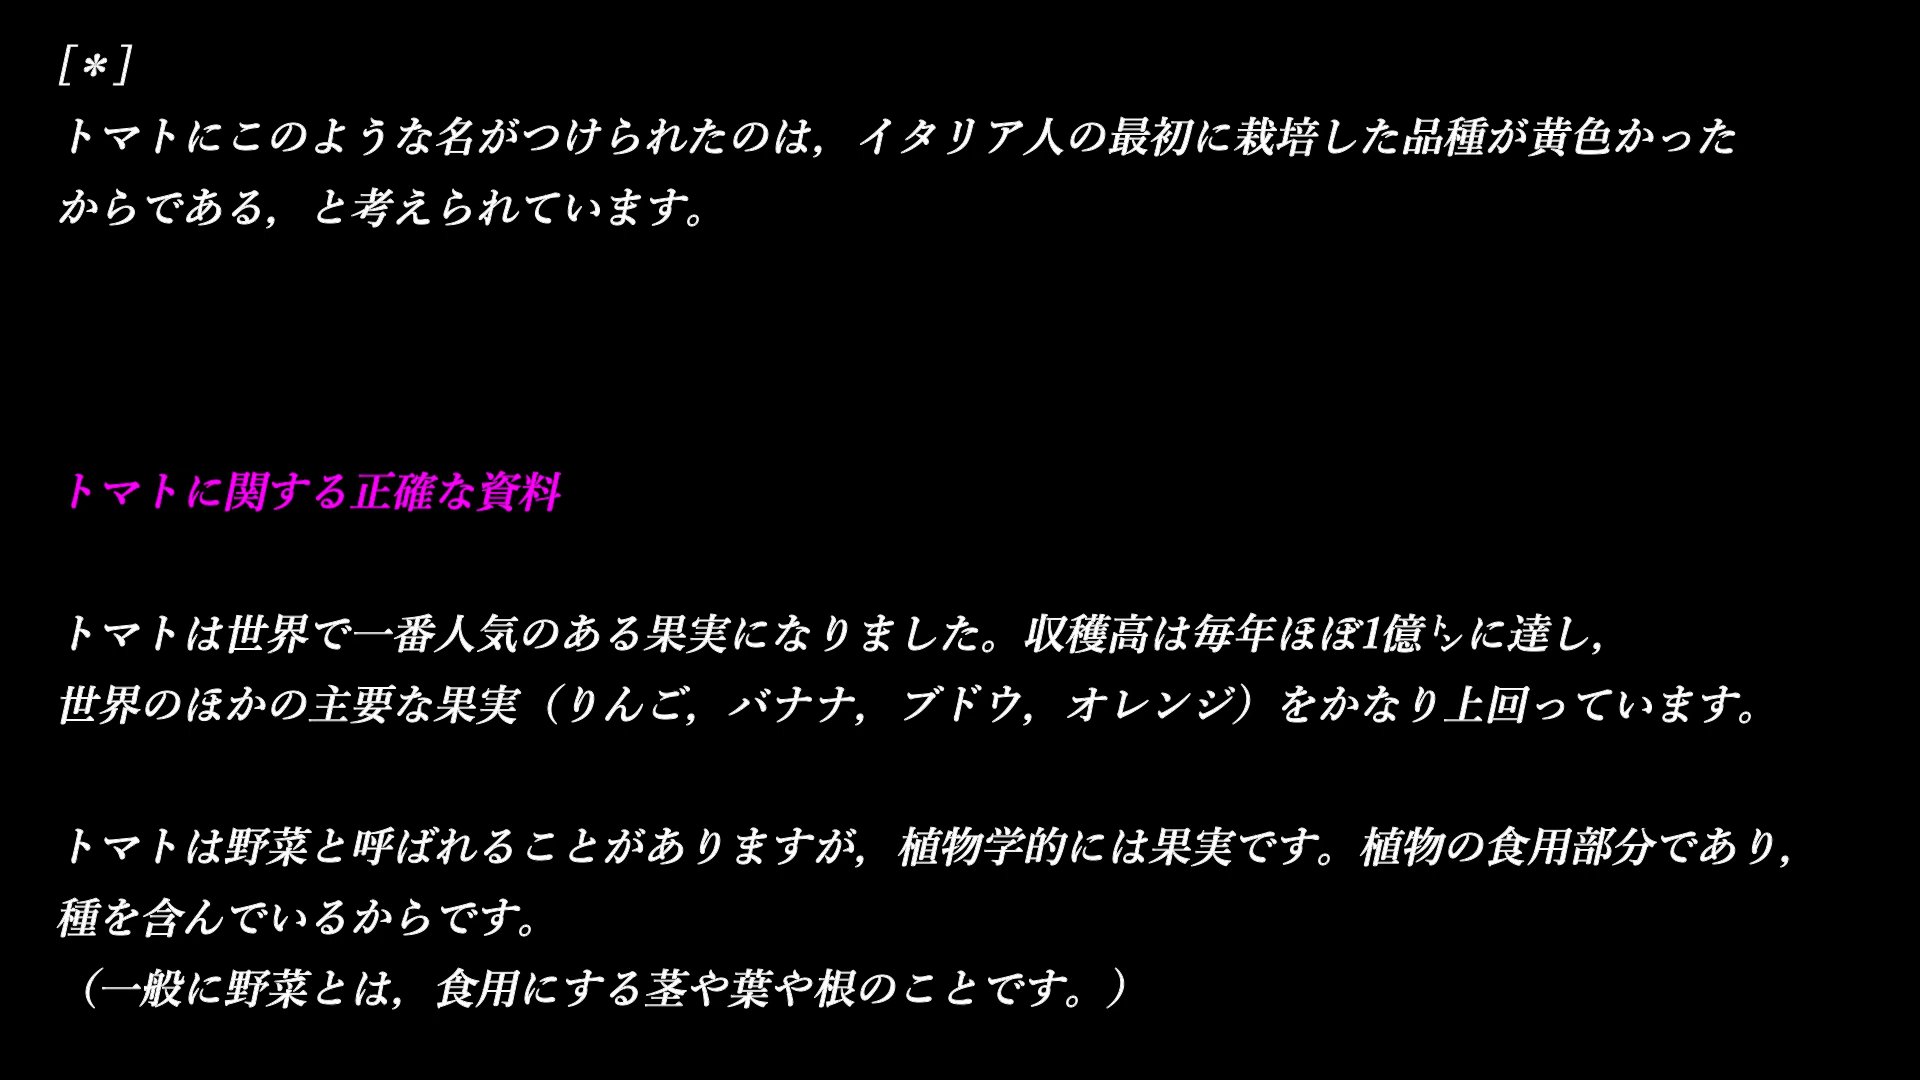 [*]
トマトにこのような名がつけられたのは，イタリア人の最初に栽培した品種が黄色かった
からである，と考えられています。
トマトに関する正確な資料
トマトは世界で一番人気のある果実になりました。収穫高は毎年ほぼ1億㌧に達し，
世界のほかの主要な果実（りんご，バナナ，ブドウ，オレンジ）をかなり上回っています。
トマトは野菜と呼ばれることがありますが，植物学的には果実です。植物の食用部分であり，
種を含んでいるからです。
（一般に野菜とは，食用にする茎や葉や根のことです。）